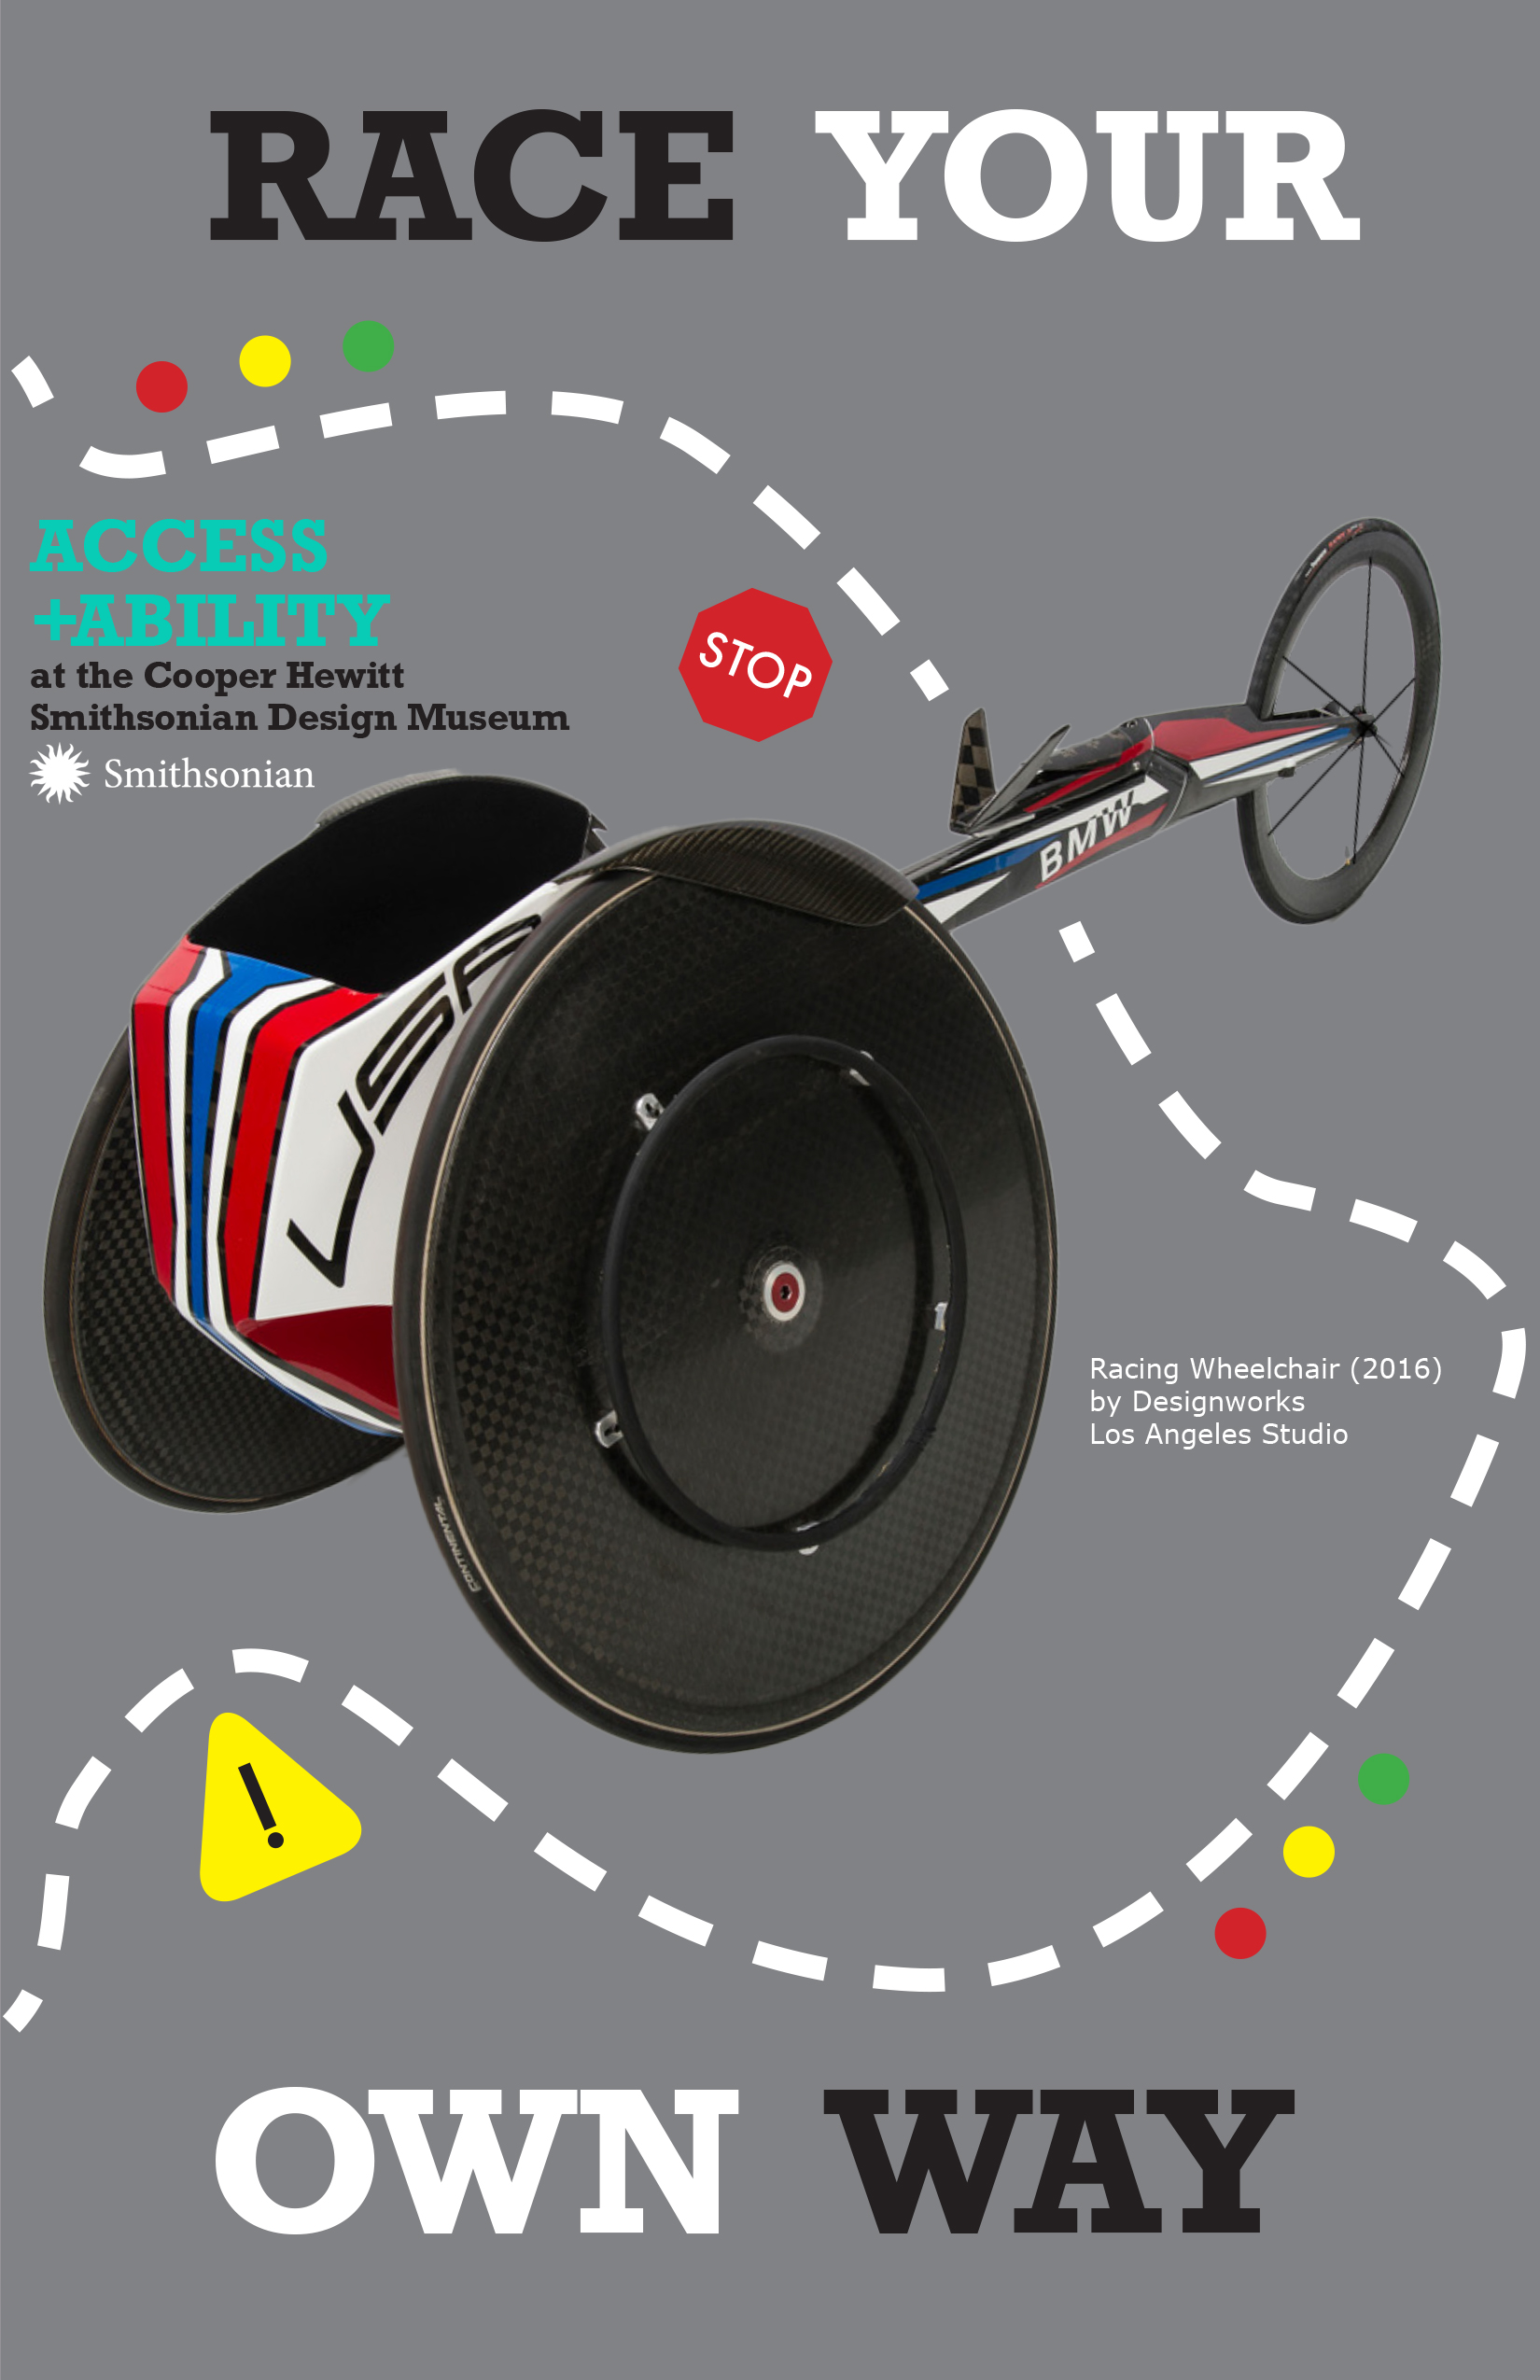 RACE YOUR
ACCESS
+ABILITY
at the Cooper Hewitt
Smithsonian Design Museum
Smithsonian
STOP
BMW
USA
CONTINENTAL
Racing Wheelchair (2016)
by Designworks
Los Angeles Studio
!
OWN WAY